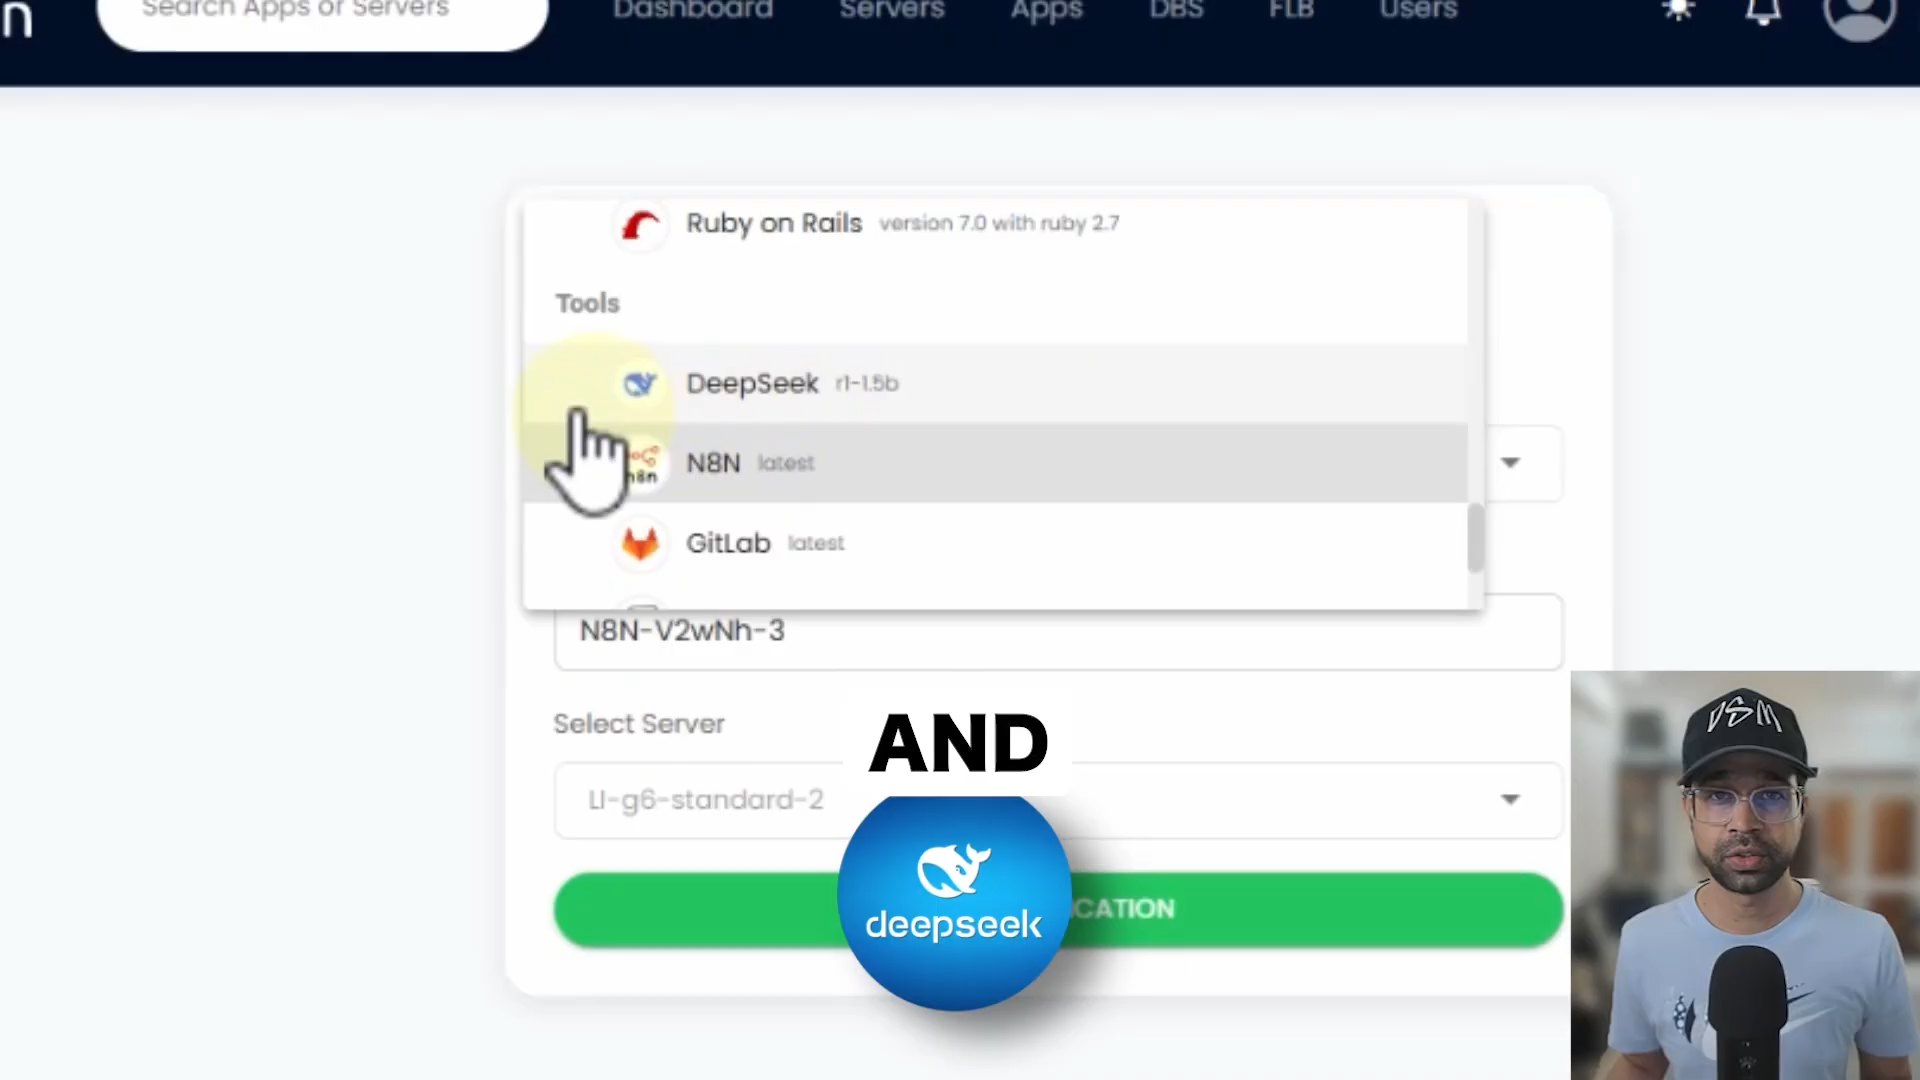 n
Search Apps or Servers
Dashboard
Servers
Apps
DBS
FLB
Users
Ruby on Rails version 7.0 with ruby 2.7
Tools
DeepSeek r1-1.5b
n8n
N8N latest
GitLab latest
N8N-V2wNh-3
Select Server
AND
LI-g6-standard-2
deepseek
CATION
DSM